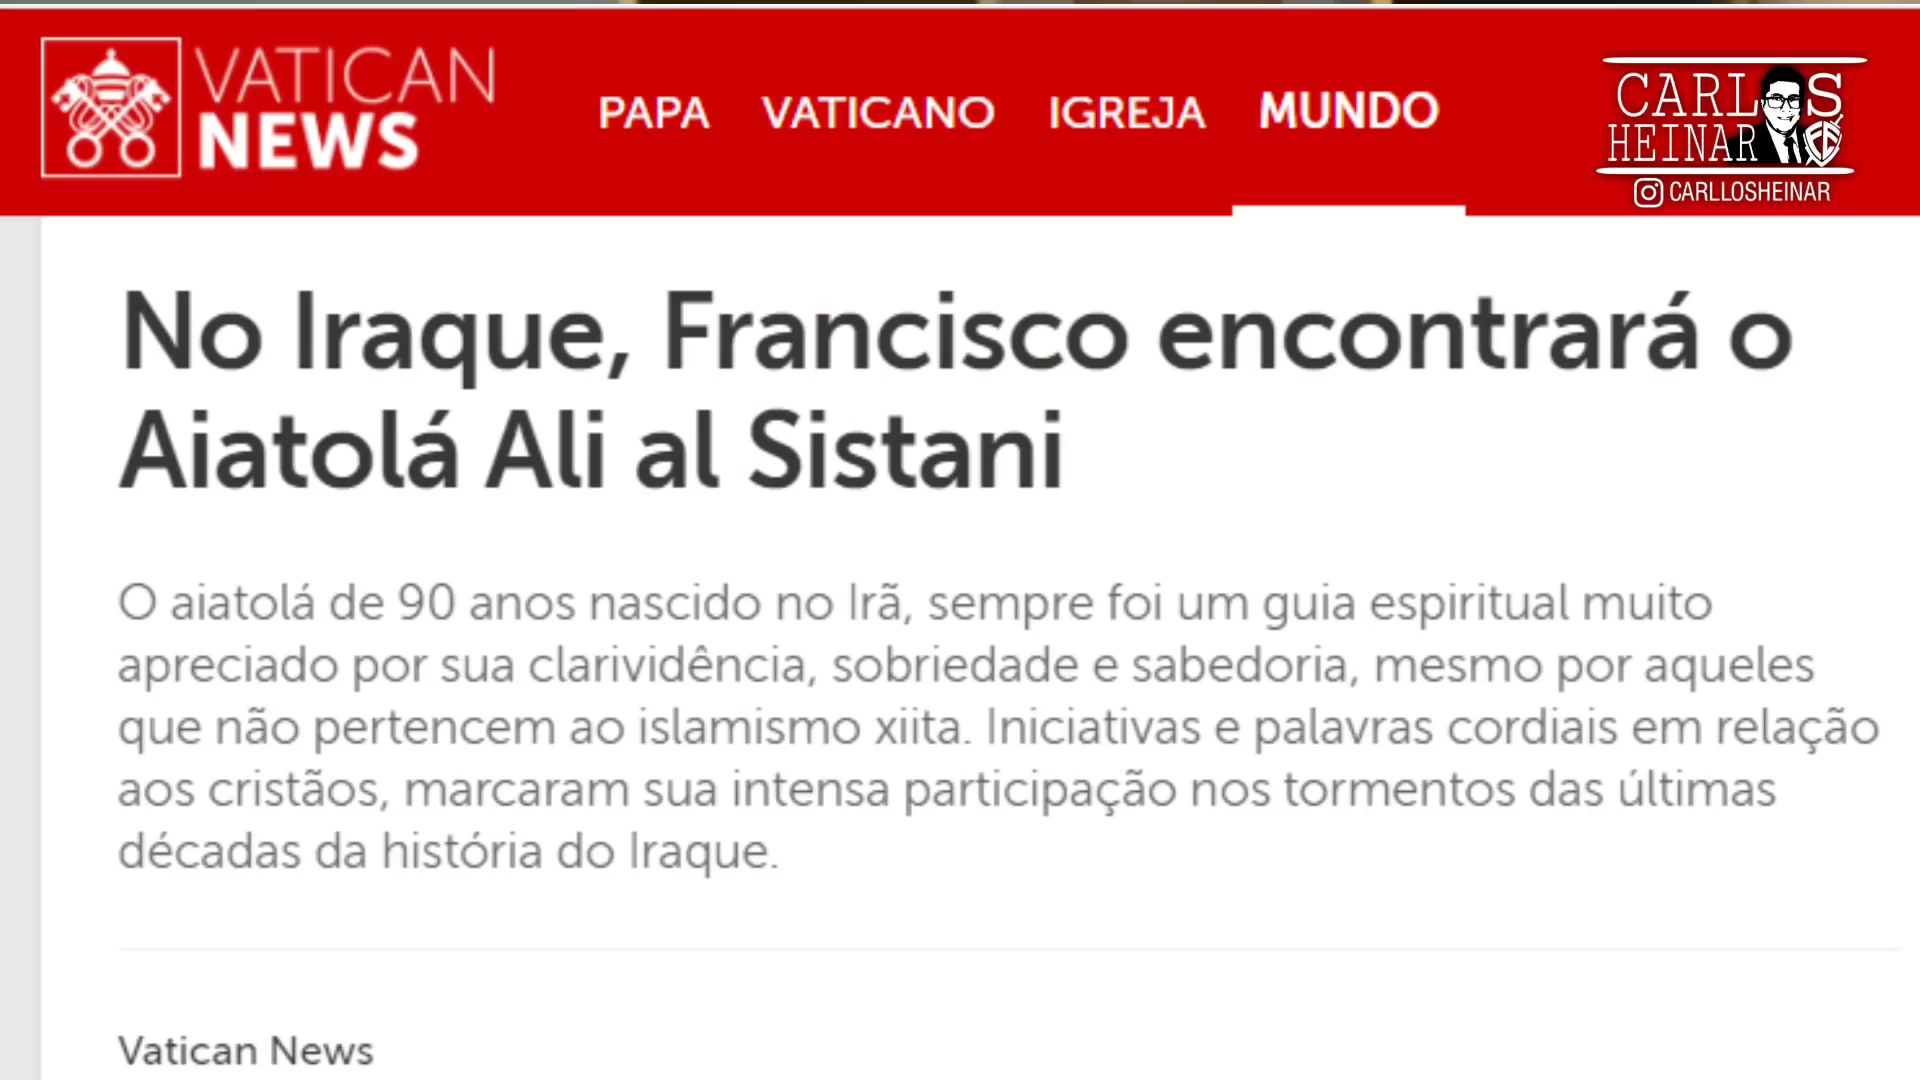 VATICAN
NEWS
PAPA VATICANO IGREJA MUNDO
CARLOS
HEINAR
CARLLOSHEINAR
No Iraque, Francisco encontrará o
Aiatolá Ali al Sistani
O aiatolá de 90 anos nascido no Irã, sempre foi um guia espiritual muito
apreciado por sua clarividência, sobriedade e sabedoria, mesmo por aqueles
que não pertencem ao islamismo xiita. Iniciativas e palavras cordiais em relação
aos cristãos, marcaram sua intensa participação nos tormentos das últimas
décadas da história do Iraque.
Vatican News